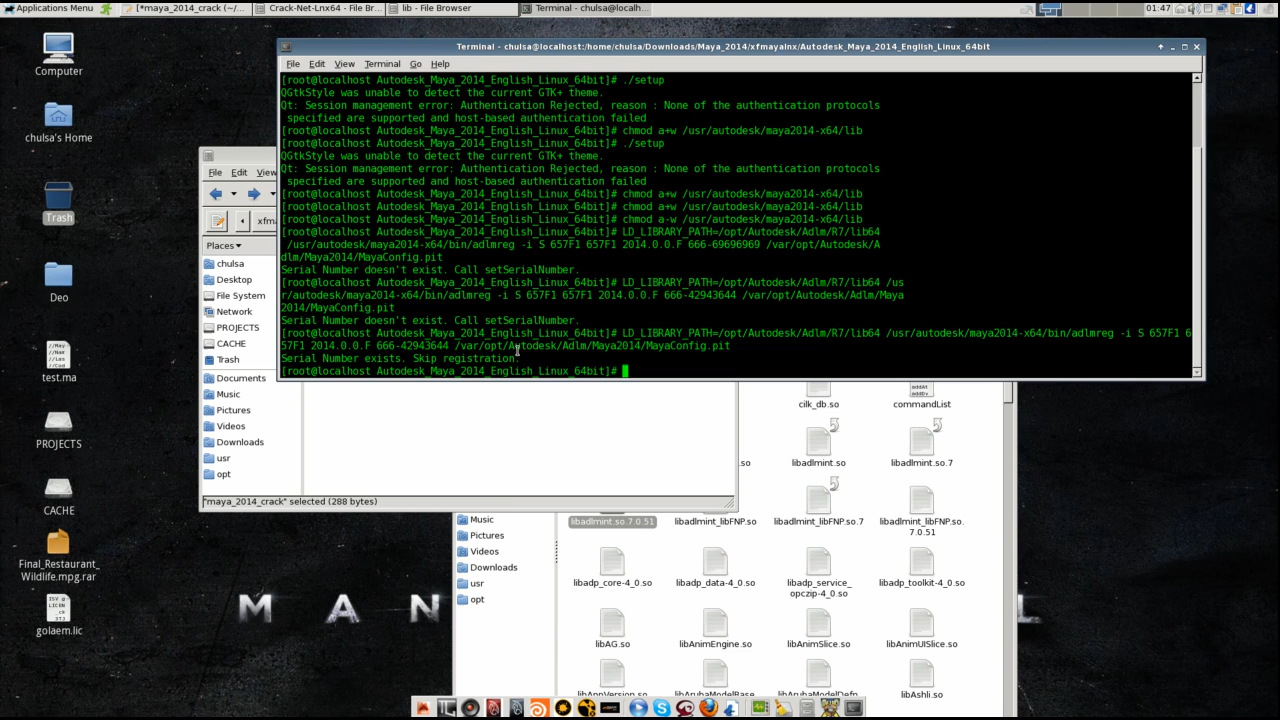 Applications Menu
[*maya_2014_crack (~/...
Crack-Net-Lnx64 - File Br...
lib - File Browser
Terminal - chulsa@localh...
01:47
Computer
chulsa's Home
Trash
Deo
test.ma
PROJECTS
CACHE
Final_Restaurant_
Wildlife.mpg.rar
golaem.lic
Terminal - chulsa@localhost:/home/chulsa/Downloads/Maya_2014/xfmayalnx/Autodesk_Maya_2014_English_Linux_64bit
File Edit View Terminal Go Help
[root@localhost Autodesk_Maya_2014_English_Linux_64bit]# ./setup
QGtkStyle was unable to detect the current GTK+ theme.
Qt: Session management error: Authentication Rejected, reason : None of the authentication protocols
specified are supported and host-based authentication failed
[root@localhost Autodesk_Maya_2014_English_Linux_64bit]# chmod a+w /usr/autodesk/maya2014-x64/lib
[root@localhost Autodesk_Maya_2014_English_Linux_64bit]# ./setup
QGtkStyle was unable to detect the current GTK+ theme.
Qt: Session management error: Authentication Rejected, reason : None of the authentication protocols
specified are supported and host-based authentication failed
[root@localhost Autodesk_Maya_2014_English_Linux_64bit]# chmod a+w /usr/autodesk/maya2014-x64/lib
[root@localhost Autodesk_Maya_2014_English_Linux_64bit]# chmod a+w /usr/autodesk/maya2014-x64/lib
[root@localhost Autodesk_Maya_2014_English_Linux_64bit]# chmod a-w /usr/autodesk/maya2014-x64/lib
[root@localhost Autodesk_Maya_2014_English_Linux_64bit]# LD_LIBRARY_PATH=/opt/Autodesk/Adlm/R7/lib64
/usr/autodesk/maya2014-x64/bin/adlmreg -i S 657F1 657F1 2014.0.0.F 666-69696969 /var/opt/Autodesk/A
dlm/Maya2014/MayaConfig.pit
Serial Number doesn't exist. Call setSerialNumber.
[root@localhost Autodesk_Maya_2014_English_Linux_64bit]# LD_LIBRARY_PATH=/opt/Autodesk/Adlm/R7/lib64 /us
r/autodesk/maya2014-x64/bin/adlmreg -i S 657F1 657F1 2014.0.0.F 666-42943644 /var/opt/Autodesk/Adlm/Maya
2014/MayaConfig.pit
Serial Number doesn't exist. Call setSerialNumber.
[root@localhost Autodesk_Maya_2014_English_Linux_64bit]# LD_LIBRARY_PATH=/opt/Autodesk/Adlm/R7/lib64 /usr/autodesk/maya2014-x64/bin/adlmreg -i S 657F1 6
57F1 2014.0.0.F 666-42943644 /var/opt/Autodesk/Adlm/Maya2014/MayaConfig.pit
Serial Number exists. Skip registration.
[root@localhost Autodesk_Maya_2014_English_Linux_64bit]#
File Edit View
xfm
Places
chulsa
Desktop
File System
Network
PROJECTS
CACHE
Trash
Documents
Music
Pictures
Videos
Downloads
usr
opt
"maya_2014_crack" selected (288 bytes)
Music
Pictures
Videos
Downloads
usr
opt
cilk_db.so
commandList
.so
libadlmint.so
libadlmint.so.7
libadlmint.so.7.0.51
libadlmint_libFNP.so
libadlmint_libFNP.so.7
libadlmint_libFNP.so.
7.0.51
libadp_core-4_0.so
libadp_data-4_0.so
libadp_service_
opczip-4_0.so
libadp_toolkit-4_0.so
libAG.so
libAnimEngine.so
libAnimSlice.so
libAnimUISlice.so
libAppVersion.so
libArubaModelBase
libArubaModelDefn
libAshli.so
M A N
L